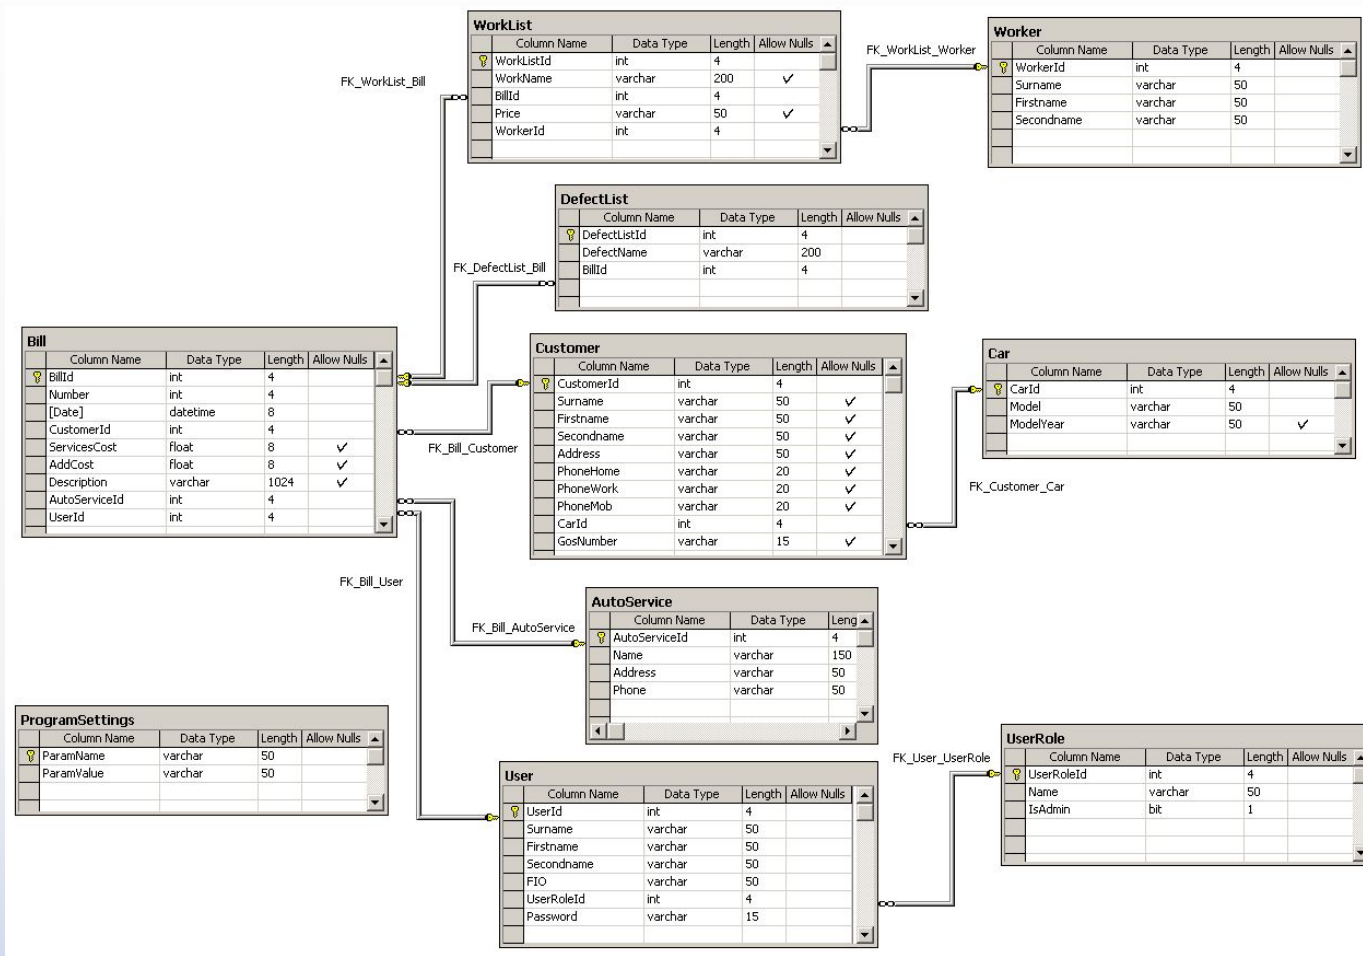 WorkList
Column Name Data Type Length Allow Nulls
WorkListId int 4
WorkName varchar 200
BillId int 4
Price varchar 50
WorkerId int 4
FK_WorkList_Worker
Worker
Column Name Data Type Length Allow Nulls
WorkerId int 4
Surname varchar 50
Firstname varchar 50
Secondname varchar 50
FK_WorkList_Bill
DefectList
Column Name Data Type Length Allow Nulls
DefectListId int 4
DefectName varchar 200
BillId int 4
FK_DefectList_Bill
Bill
Column Name Data Type Length Allow Nulls
BillId int 4
Number int 4
[Date] datetime 8
CustomerId int 4
ServicesCost float 8
AddCost float 8
Description varchar 1024
AutoServiceId int 4
UserId int 4
FK_Bill_Customer
Customer
Column Name Data Type Length Allow Nulls
CustomerId int 4
Surname varchar 50
Firstname varchar 50
Secondname varchar 50
Address varchar 50
PhoneHome varchar 20
PhoneWork varchar 20
PhoneMob varchar 20
CarId int 4
GosNumber varchar 15
Car
Column Name Data Type Length Allow Nulls
CarId int 4
Model varchar 50
ModelYear varchar 50
FK_Customer_Car
FK_Bill_User
FK_Bill_AutoService
AutoService
Column Name Data Type Leng
AutoServiceId int 4
Name varchar 150
Address varchar 50
Phone varchar 50
ProgramSettings
Column Name Data Type Length Allow Nulls
ParamName varchar 50
ParamValue varchar 50
User
Column Name Data Type Length Allow Nulls
UserId int 4
Surname varchar 50
Firstname varchar 50
Secondname varchar 50
FIO varchar 50
UserRoleId int 4
Password varchar 15
FK_User_UserRole
UserRole
Column Name Data Type Length Allow Nulls
UserRoleId int 4
Name varchar 50
IsAdmin bit 1